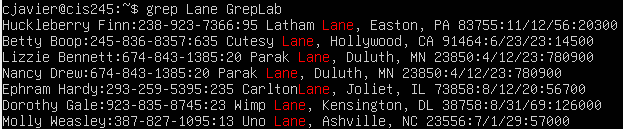 cjavier@cis245:~$ grep Lane GrepLab
Huckleberry Finn:238-923-7366:95 Latham Lane, Easton, PA 83755:11/12/56:20300
Betty Boop:245-836-8357:635 Cutesy Lane, Hollywood, CA 91464:6/23/23:14500
Lizzie Bennett:674-843-1385:20 Parak Lane, Duluth, MN 23850:4/12/23:780900
Nancy Drew:674-843-1385:20 Parak Lane, Duluth, MN 23850:4/12/23:780900
Ephram Hardy:293-259-5395:235 CarltonLane, Joliet, IL 73858:8/12/20:56700
Dorothy Gale:923-835-8745:23 Wimp Lane, Kensington, DL 38758:8/31/69:126000
Molly Weasley:387-827-1095:13 Uno Lane, Ashville, NC 23556:7/1/29:57000